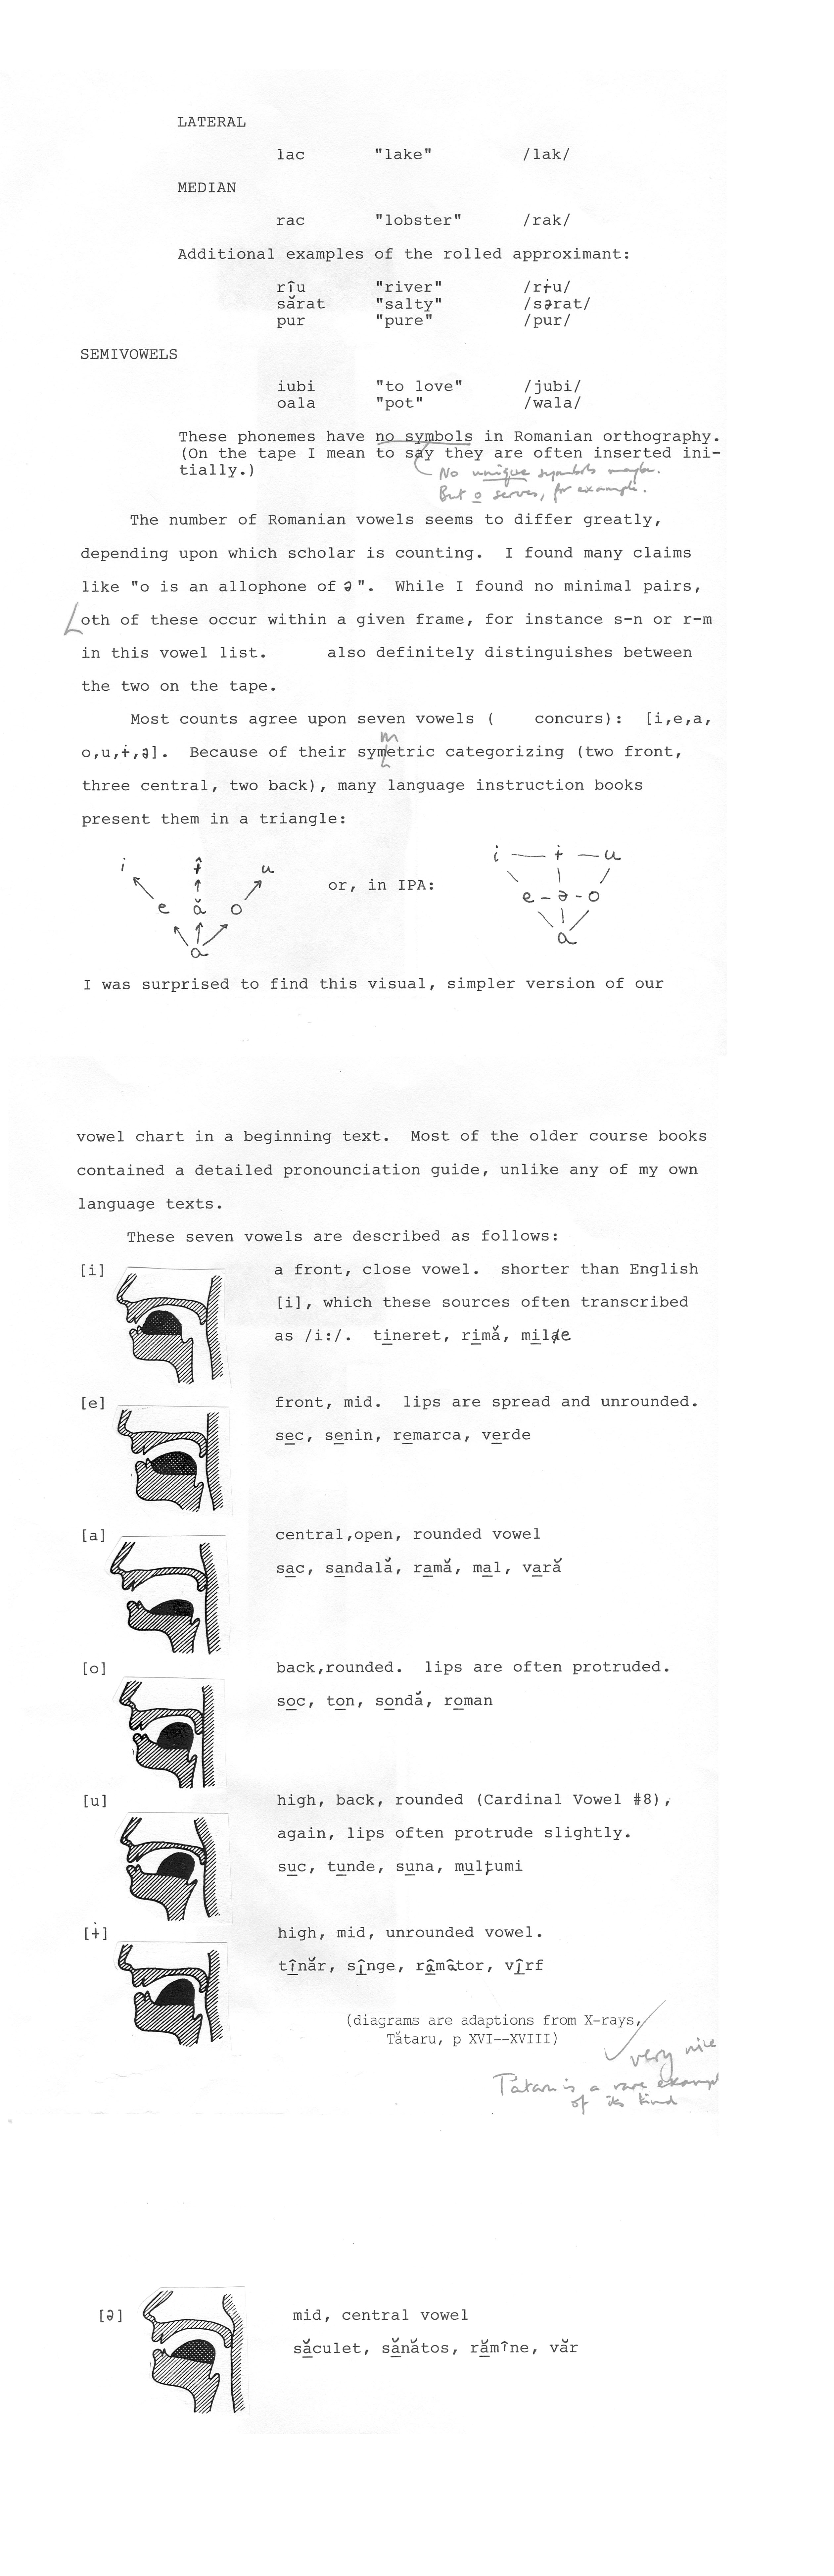 LATERAL
lac "lake" /lak/
MEDIAN
rac "lobster" /rak/
Additional examples of the rolled approximant:
rîu "river" /rɨu/
sărat "salty" /sərat/
pur "pure" /pur/
SEMIVOWELS
iubi "to love" /jubi/
oala "pot" /wala/
These phonemes have no symbols in Romanian orthography.
(On the tape I mean to say they are often inserted ini-
tially.)
No unique symbols maybe.
But o serves, for example.
The number of Romanian vowels seems to differ greatly,
depending upon which scholar is counting. I found many claims
like "o is an allophone of ə". While I found no minimal pairs,
oth of these occur within a given frame, for instance s-n or r-m
in this vowel list. also definitely distinguishes between
the two on the tape.
Most counts agree upon seven vowels ( concurs): [i,e,a,
m
o,u,ɨ,ə]. Because of their symetric categorizing (two front,
three central, two back), many language instruction books
present them in a triangle:
i î u
e ă o
a
or, in IPA:
i — ɨ — u
e - ə - o
a
I was surprised to find this visual, simpler version of our
vowel chart in a beginning text. Most of the older course books
contained a detailed pronounciation guide, unlike any of my own
language texts.
These seven vowels are described as follows:
[i] a front, close vowel. shorter than English
[i], which these sources often transcribed
as /i:/. tineret, rimă, mile
[e] front, mid. lips are spread and unrounded.
sec, senin, remarca, verde
[a] central,open, rounded vowel
sac, sandală, ramă, mal, vară
[o] back,rounded. lips are often protruded.
soc, ton, sondă, roman
[u] high, back, rounded (Cardinal Vowel #8),
again, lips often protrude slightly.
suc, tunde, suna, mulţumi
[ɨ] high, mid, unrounded vowel.
tînăr, sînge, râmâtor, vîrf
(diagrams are adaptions from X-rays,
Tătaru, p XVI--XVIII)
very nice
Tataru is a rare example
of its kind
[ə] mid, central vowel
săculet, sănătos, rămîne, văr